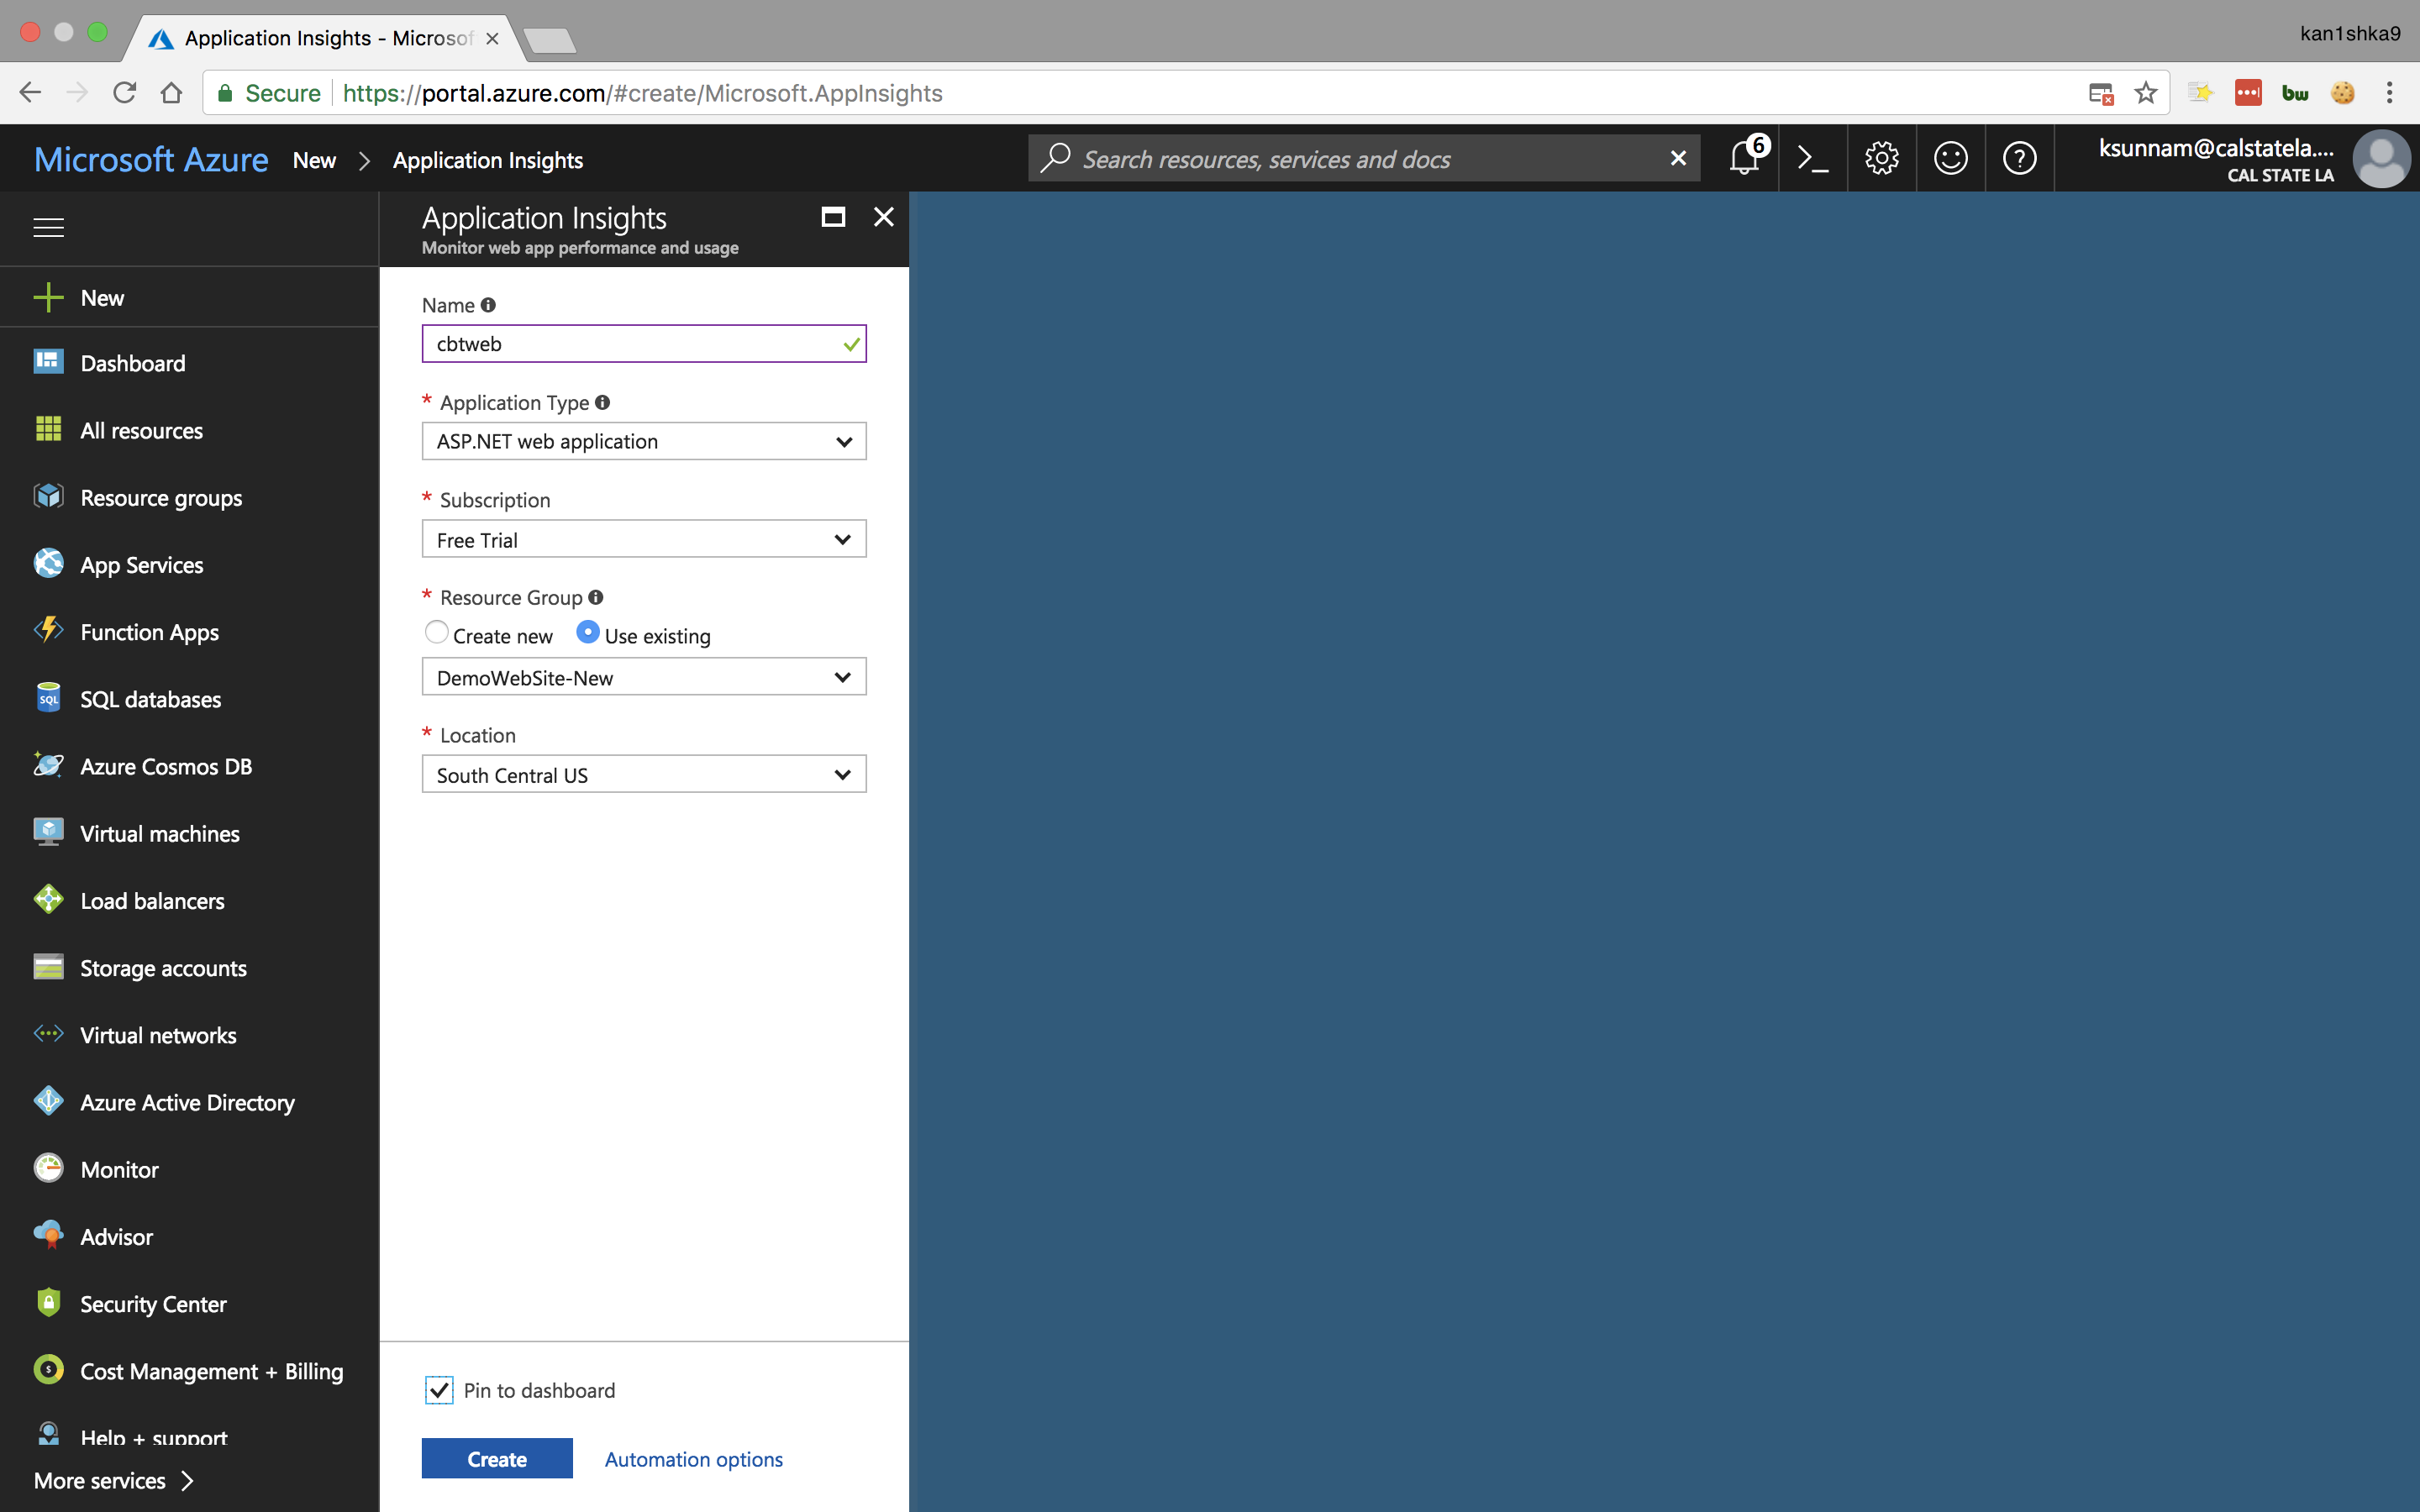 Application Insights - Microsof
kan1shka9
Secure https://portal.azure.com/#create/Microsoft.AppInsights
bw
Microsoft Azure New > Application Insights
Search resources, services and docs
6
ksunnam@calstatela....
CAL STATE LA
Application Insights
Monitor web app performance and usage
New
Dashboard
All resources
Resource groups
App Services
Function Apps
SQL
SQL databases
Azure Cosmos DB
Virtual machines
Load balancers
Storage accounts
Virtual networks
Azure Active Directory
Monitor
Advisor
Security Center
Cost Management + Billing
Help + support
More services >
Name
cbtweb
* Application Type
ASP.NET web application
* Subscription
Free Trial
* Resource Group
Create new Use existing
DemoWebSite-New
* Location
South Central US
Pin to dashboard
Create Automation options